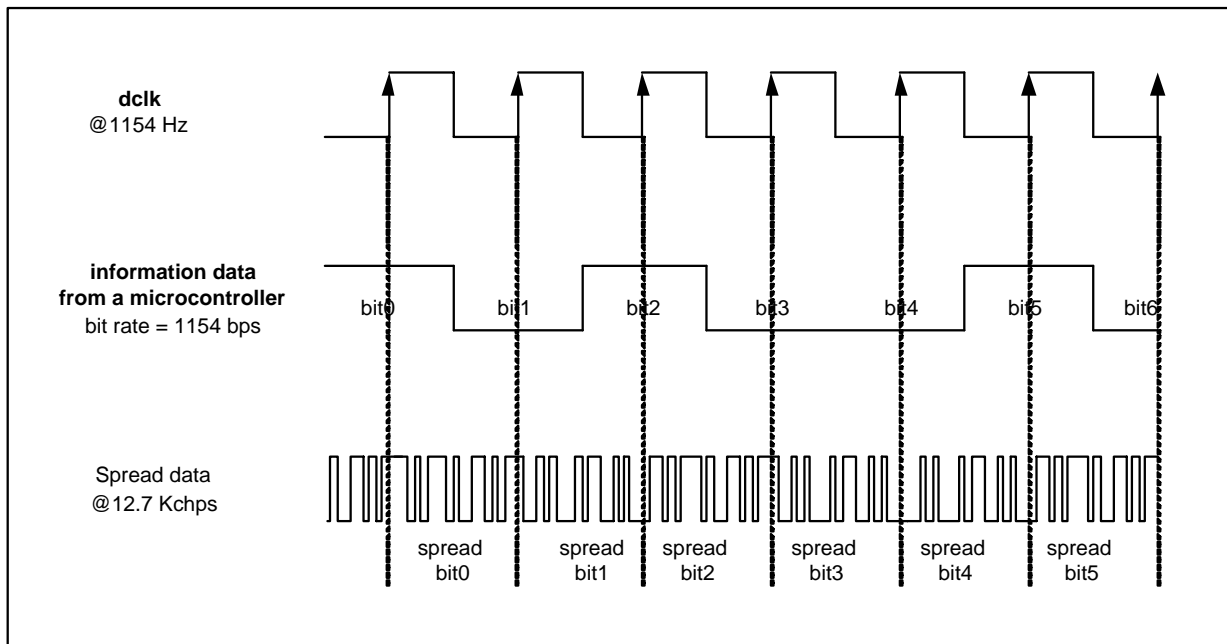 dclk
@1154 Hz
information data
from a microcontroller
bit rate = 1154 bps
bit0
bit1
bit2
bit3
bit4
bit5
bit6
Spread data
@12.7 Kchps
spread
bit0
spread
bit1
spread
bit2
spread
bit3
spread
bit4
spread
bit5